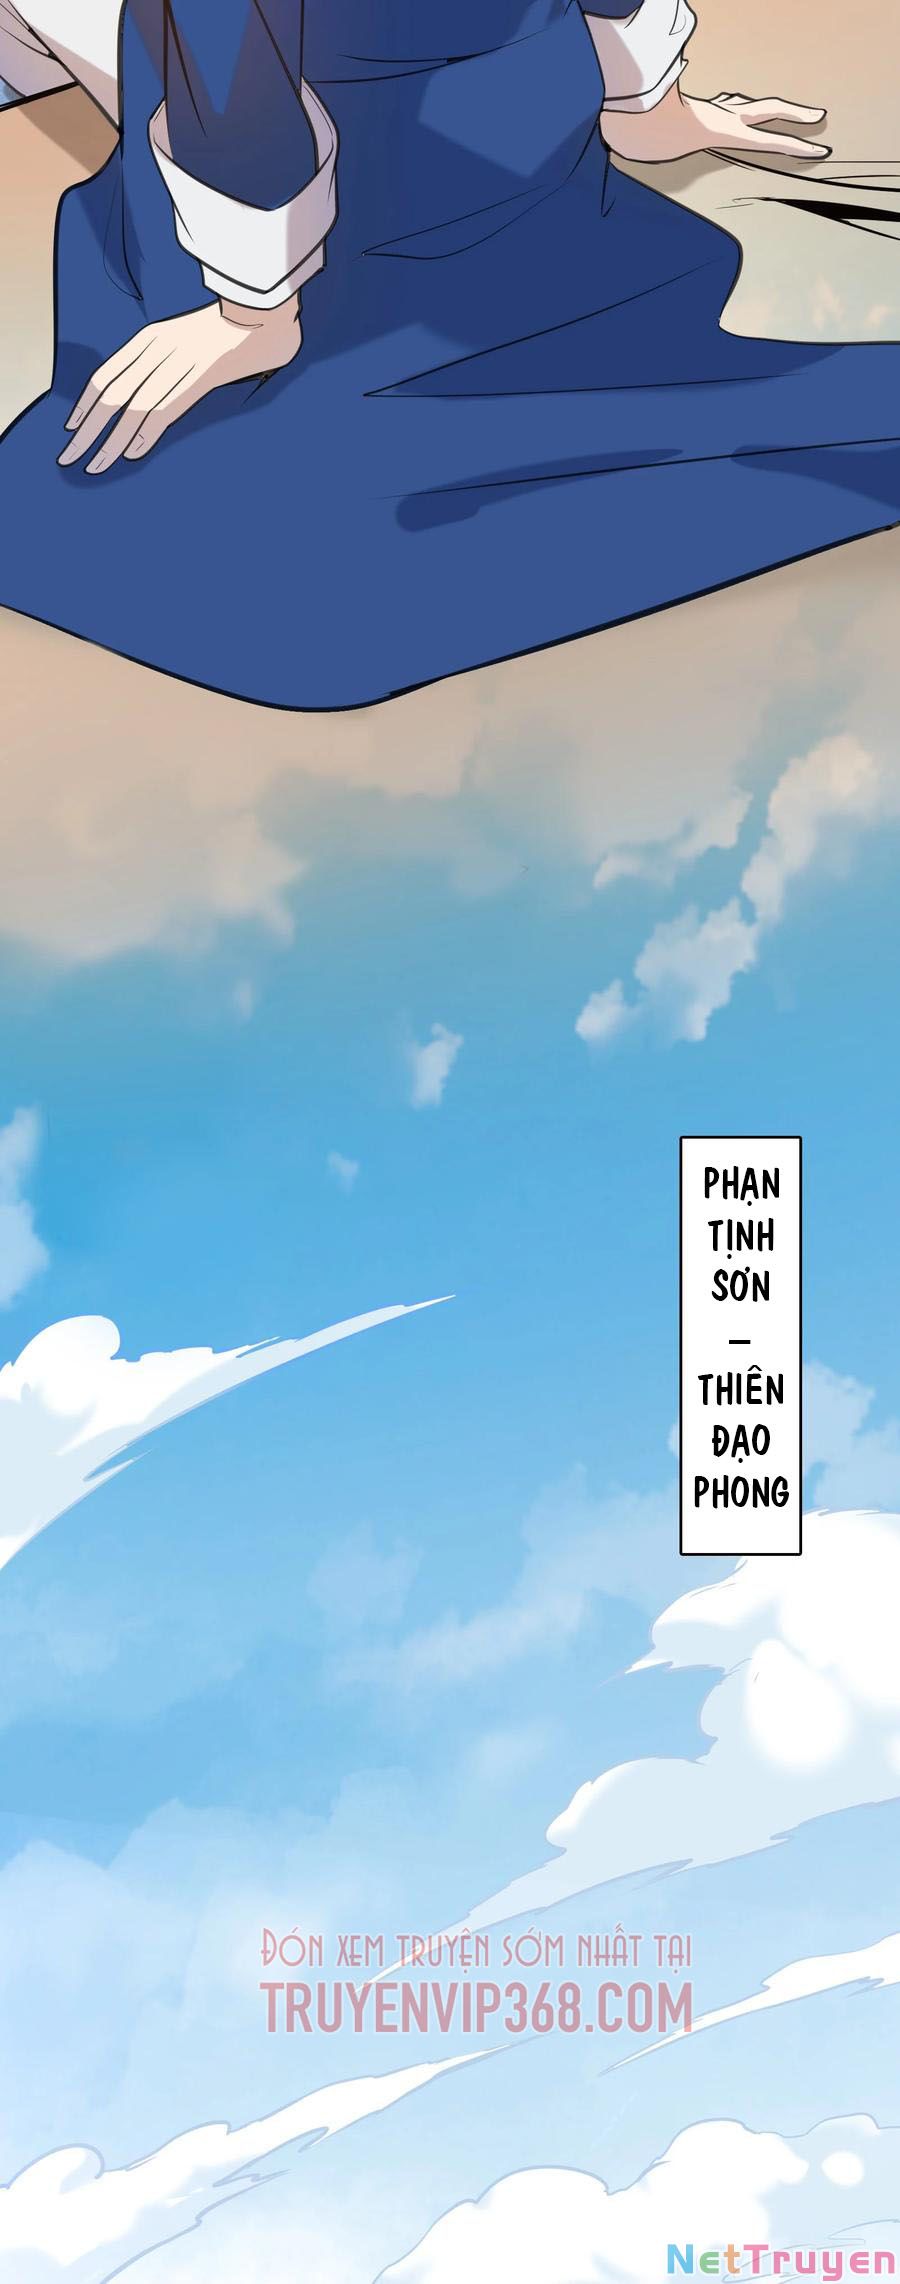 PHẠN
TỊNH
SƠN
–
THIÊN
ĐẠO
PHONG
ĐÓN XEM TRUYỆN SỚM NHẤT TẠI
TRUYENVIP368.COM
NetTruyen